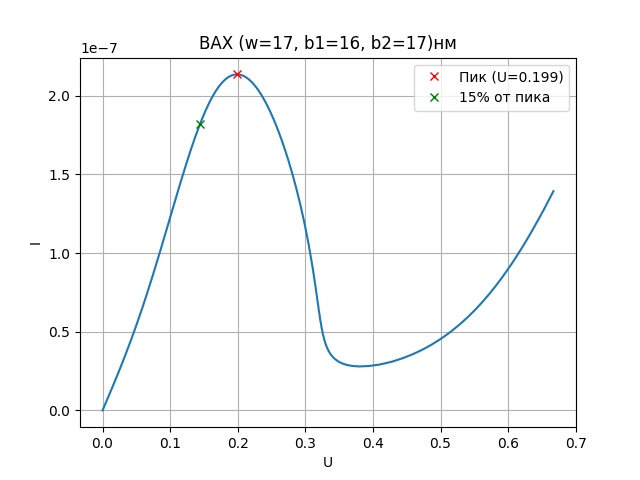 ВАХ (w=17, b1=16, b2=17)нм
1e−7
Пик (U=0.199)
15% от пика
2.0
1.5
1.0
0.5
0.0
I
0.0 0.1 0.2 0.3 0.4 0.5 0.6 0.7
U